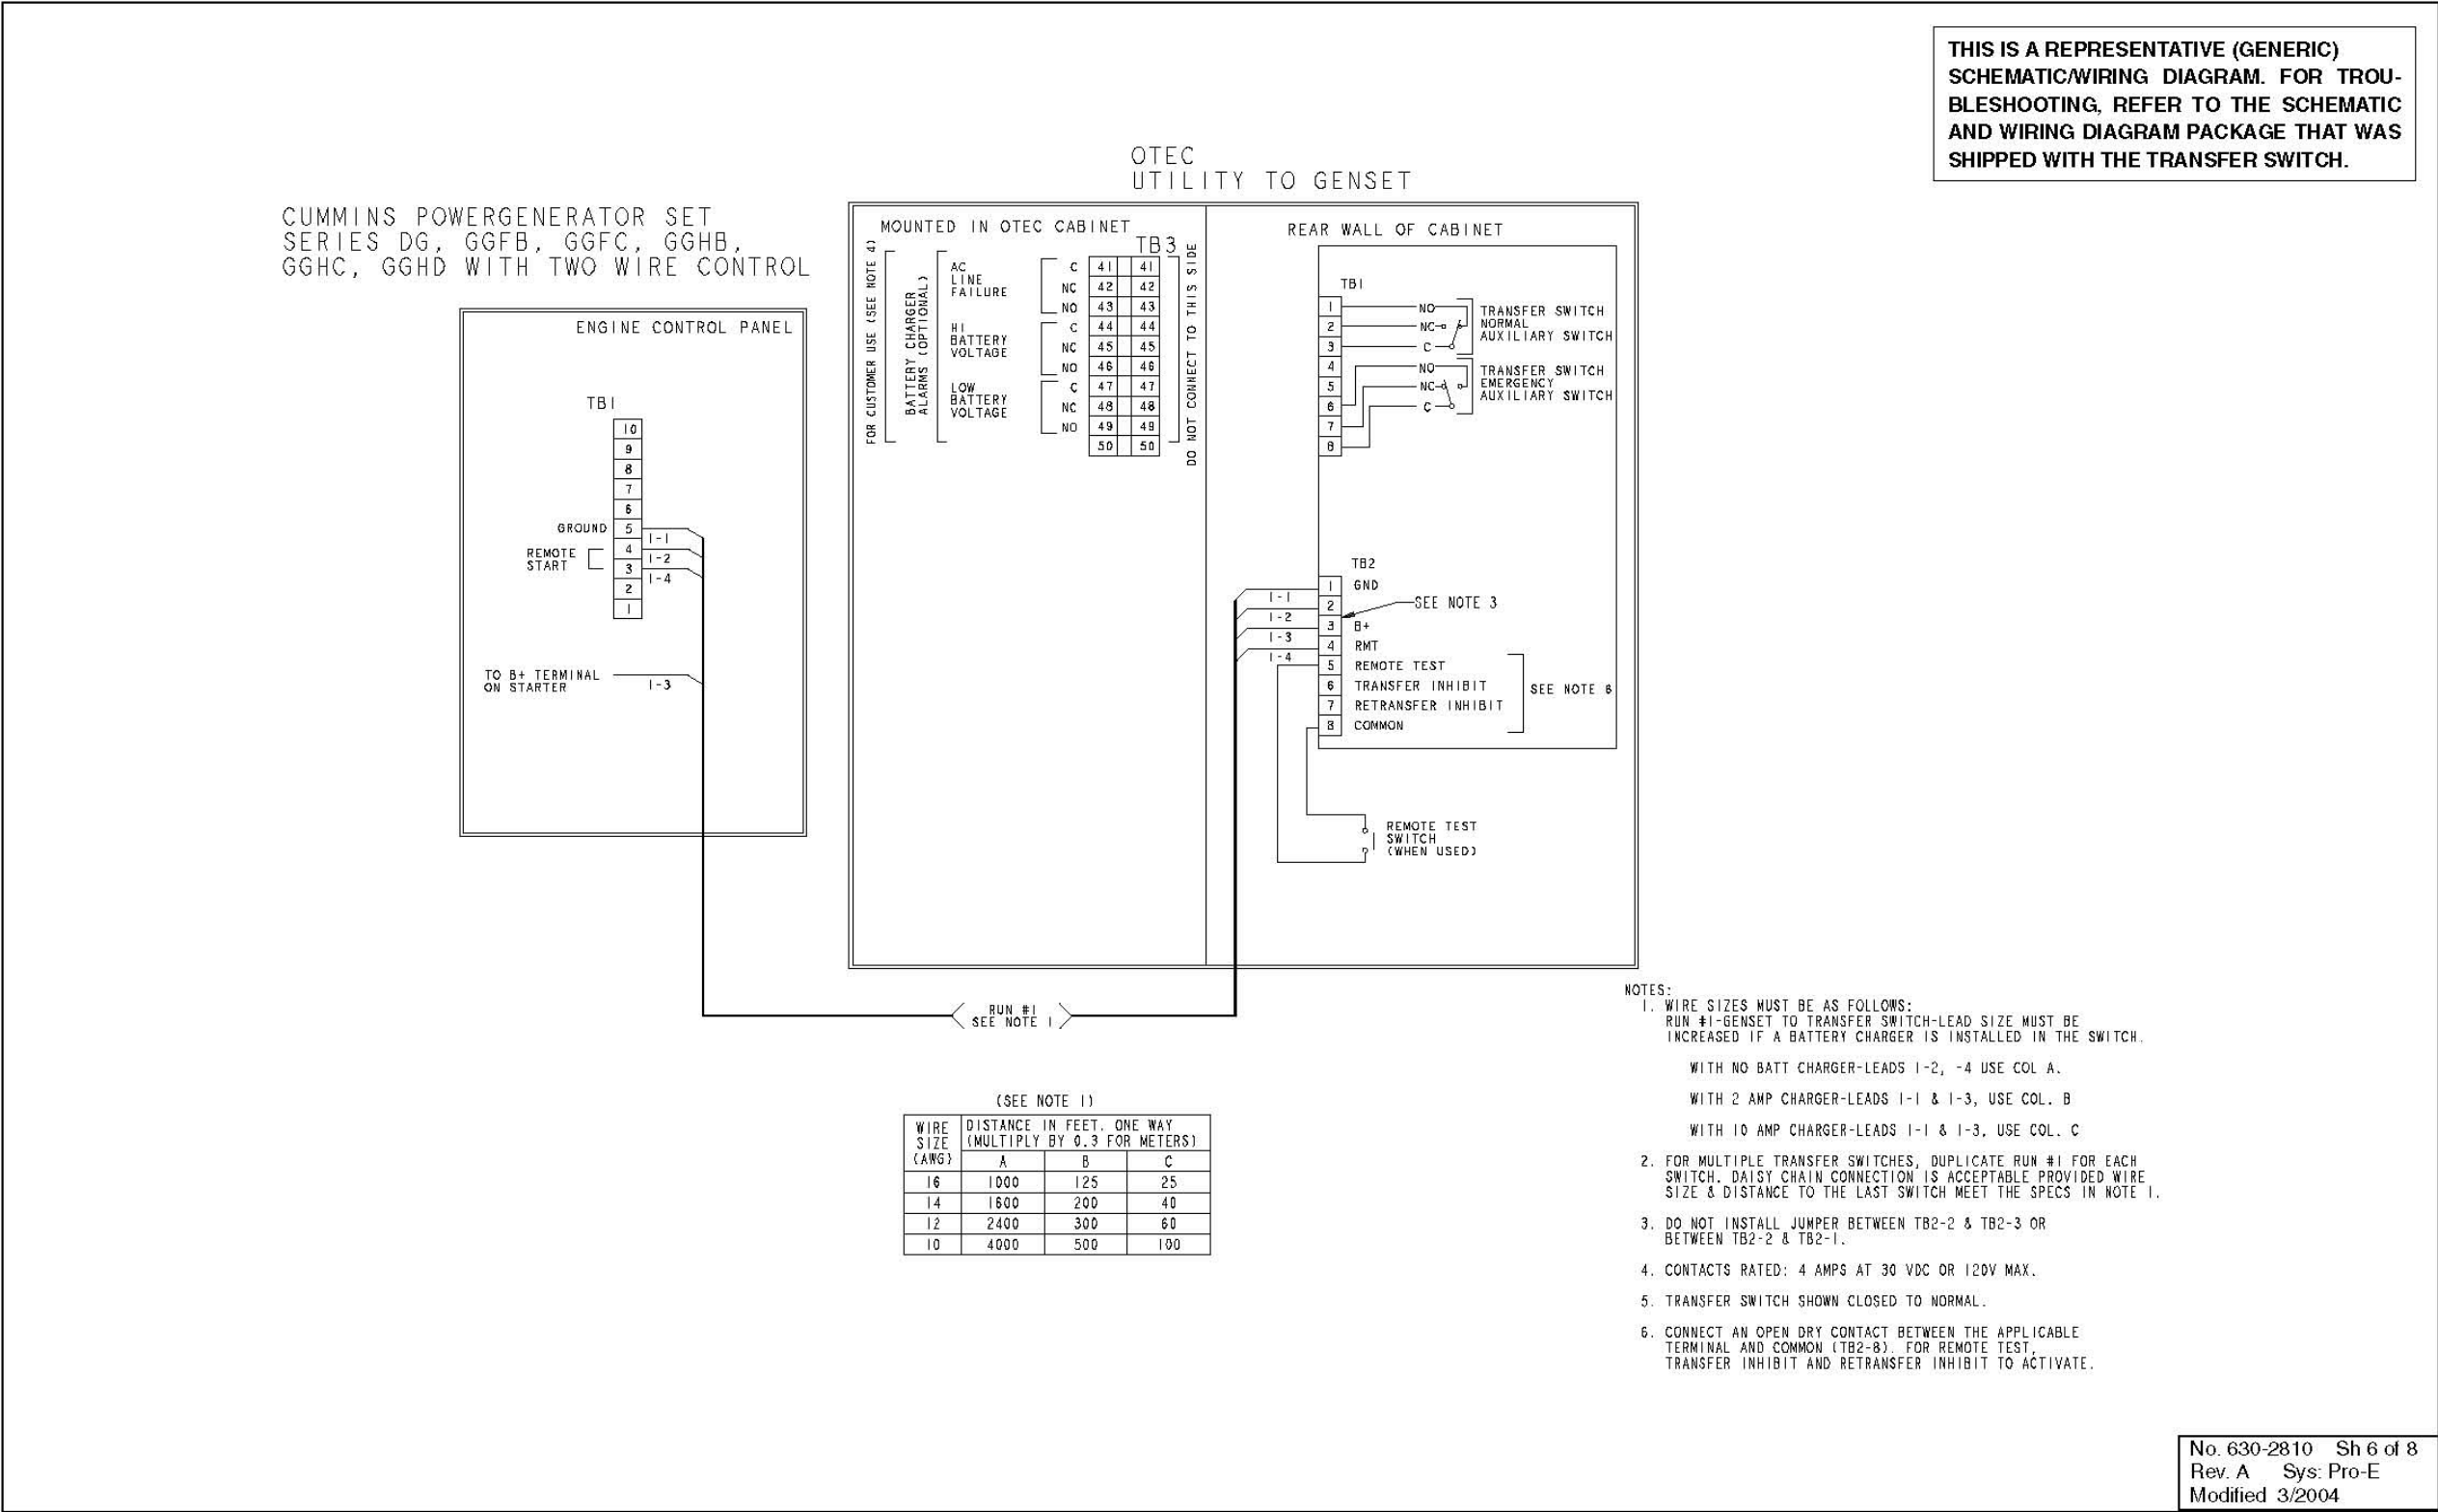 THIS IS A REPRESENTATIVE (GENERIC)
SCHEMATIC/WIRING DIAGRAM. FOR TROU-
BLESHOOTING, REFER TO THE SCHEMATIC
AND WIRING DIAGRAM PACKAGE THAT WAS
SHIPPED WITH THE TRANSFER SWITCH.
OTEC
UTILITY TO GENSET
CUMMINS POWERGENERATOR SET
SERIES DG, GGFB, GGFC, GGHB,
GGHC, GGHD WITH TWO WIRE CONTROL
ENGINE CONTROL PANEL
TB1
10
9
8
7
6
GROUND 5
1-1
REMOTE
START
4
1-2
3
1-4
2
1
TO B+ TERMINAL
ON STARTER
1-3
MOUNTED IN OTEC CABINET
TB3
FOR CUSTOMER USE (SEE NOTE 4)
BATTERY CHARGER
ALARMS (OPTIONAL)
AC
LINE
FAILURE
C 41 41
NC 42 42
NO 43 43
HI
BATTERY
VOLTAGE
C 44 44
NC 45 45
NO 46 46
LOW
BATTERY
VOLTAGE
C 47 47
NC 48 48
NO 49 49
50 50
DO NOT CONNECT TO THIS SIDE
REAR WALL OF CABINET
TB1
1 NO
2 NC
3 C
TRANSFER SWITCH
NORMAL
AUXILIARY SWITCH
4 NO
5 NC
6 C
7
8
TRANSFER SWITCH
EMERGENCY
AUXILIARY SWITCH
TB2
1 GND
1-1
2
SEE NOTE 3
1-2
3 B+
1-3
4 RMT
1-4
5 REMOTE TEST
6 TRANSFER INHIBIT
7 RETRANSFER INHIBIT
8 COMMON
SEE NOTE 6
REMOTE TEST
SWITCH
(WHEN USED)
RUN #1
SEE NOTE 1
(SEE NOTE 1)
WIRE
SIZE
(AWG)
DISTANCE IN FEET, ONE WAY
(MULTIPLY BY 0.3 FOR METERS)
A B C
16 1000 125 25
14 1600 200 40
12 2400 300 60
10 4000 500 100
NOTES:
1. WIRE SIZES MUST BE AS FOLLOWS:
RUN #1-GENSET TO TRANSFER SWITCH-LEAD SIZE MUST BE
INCREASED IF A BATTERY CHARGER IS INSTALLED IN THE SWITCH.
WITH NO BATT CHARGER-LEADS 1-2, -4 USE COL A.
WITH 2 AMP CHARGER-LEADS 1-1 & 1-3, USE COL. B
WITH 10 AMP CHARGER-LEADS 1-1 & 1-3, USE COL. C
2. FOR MULTIPLE TRANSFER SWITCHES, DUPLICATE RUN #1 FOR EACH
SWITCH. DAISY CHAIN CONNECTION IS ACCEPTABLE PROVIDED WIRE
SIZE & DISTANCE TO THE LAST SWITCH MEET THE SPECS IN NOTE 1.
3. DO NOT INSTALL JUMPER BETWEEN TB2-2 & TB2-3 OR
BETWEEN TB2-2 & TB2-1.
4. CONTACTS RATED: 4 AMPS AT 30 VDC OR 120V MAX.
5. TRANSFER SWITCH SHOWN CLOSED TO NORMAL.
6. CONNECT AN OPEN DRY CONTACT BETWEEN THE APPLICABLE
TERMINAL AND COMMON (TB2-8). FOR REMOTE TEST,
TRANSFER INHIBIT AND RETRANSFER INHIBIT TO ACTIVATE.
No. 630-2810 Sh 6 of 8
Rev. A Sys: Pro-E
Modified 3/2004